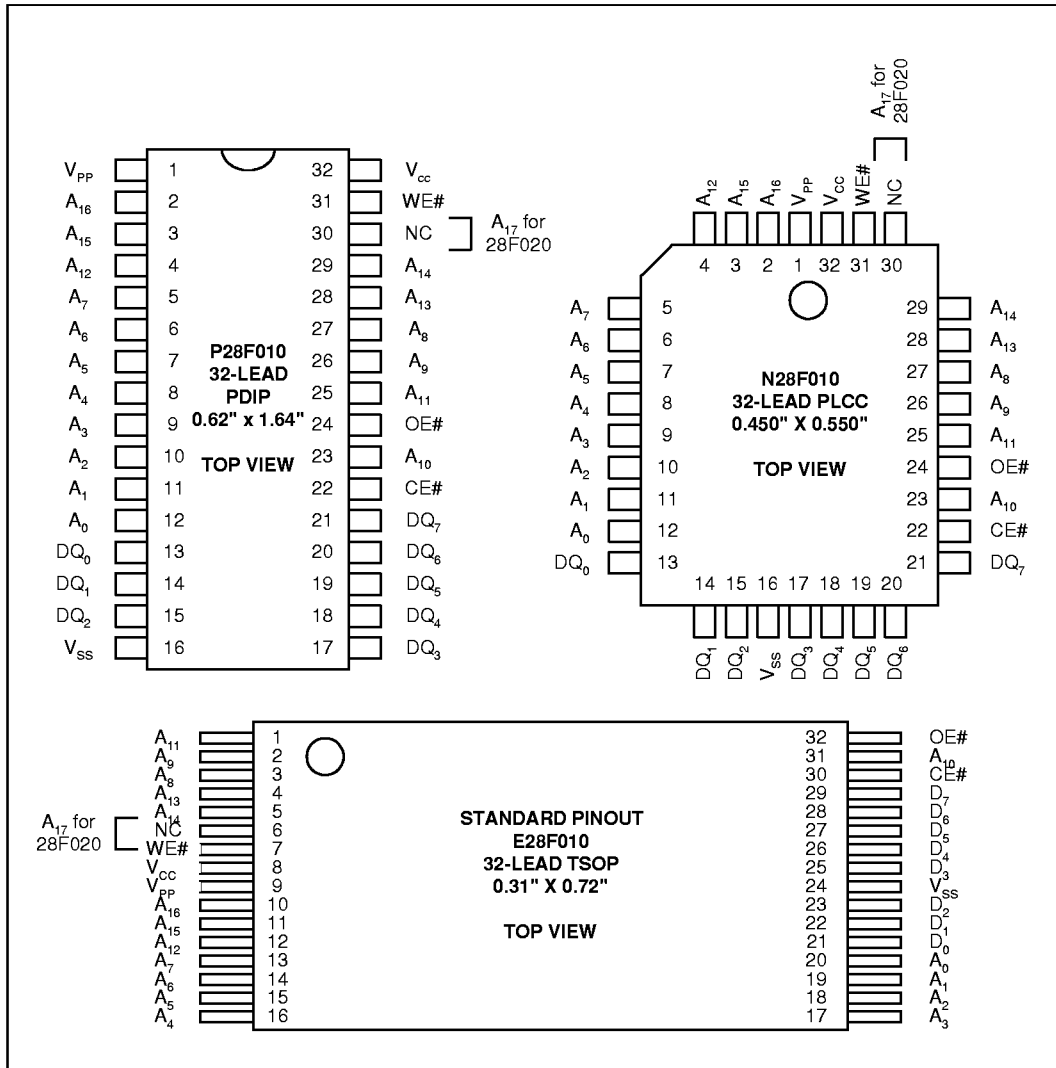 A17 for
28F020
VPP 1 32 Vcc
A16 2 31 WE#
A15 3 30 NC
A17 for
28F020
A12 4 29 A14
A7 5 28 A13
A6 6 27 A8
A5 7 26 A9
A4 8 25 A11
A3 9 24 OE#
A2 10 23 A10
A1 11 22 CE#
A0 12 21 DQ7
DQ0 13 20 DQ6
DQ1 14 19 DQ5
DQ2 15 18 DQ4
VSS 16 17 DQ3
P28F010
32-LEAD
PDIP
0.62" x 1.64"
TOP VIEW
A12 A15 A16 VPP VCC WE# NC
4 3 2 1 32 31 30
A7 5 29 A14
A6 6 28 A13
A5 7 27 A8
A4 8 26 A9
A3 9 25 A11
A2 10 24 OE#
A1 11 23 A10
A0 12 22 CE#
DQ0 13 21 DQ7
N28F010
32-LEAD PLCC
0.450" X 0.550"
TOP VIEW
14 15 16 17 18 19 20
DQ1 DQ2 VSS DQ3 DQ4 DQ5 DQ6
A11 1 32 OE#
A9 2 31 A10
A8 3 30 CE#
A13 4 29 D7
A14 5 28 D6
NC 6 27 D5
A17 for
28F020
WE# 7 26 D4
VCC 8 25 D3
VPP 9 24 VSS
A16 10 23 D2
A15 11 22 D1
A12 12 21 D0
A7 13 20 A0
A6 14 19 A1
A5 15 18 A2
A4 16 17 A3
STANDARD PINOUT
E28F010
32-LEAD TSOP
0.31" X 0.72"
TOP VIEW